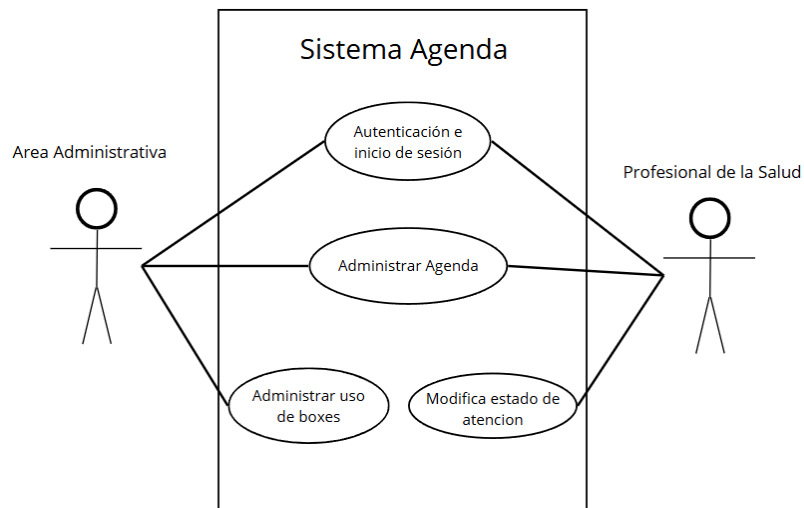 Sistema Agenda
Autenticación e
inicio de sesión
Area Administrativa
Profesional de la Salud
Administrar Agenda
Administrar uso
de boxes
Modifica estado de
atencion